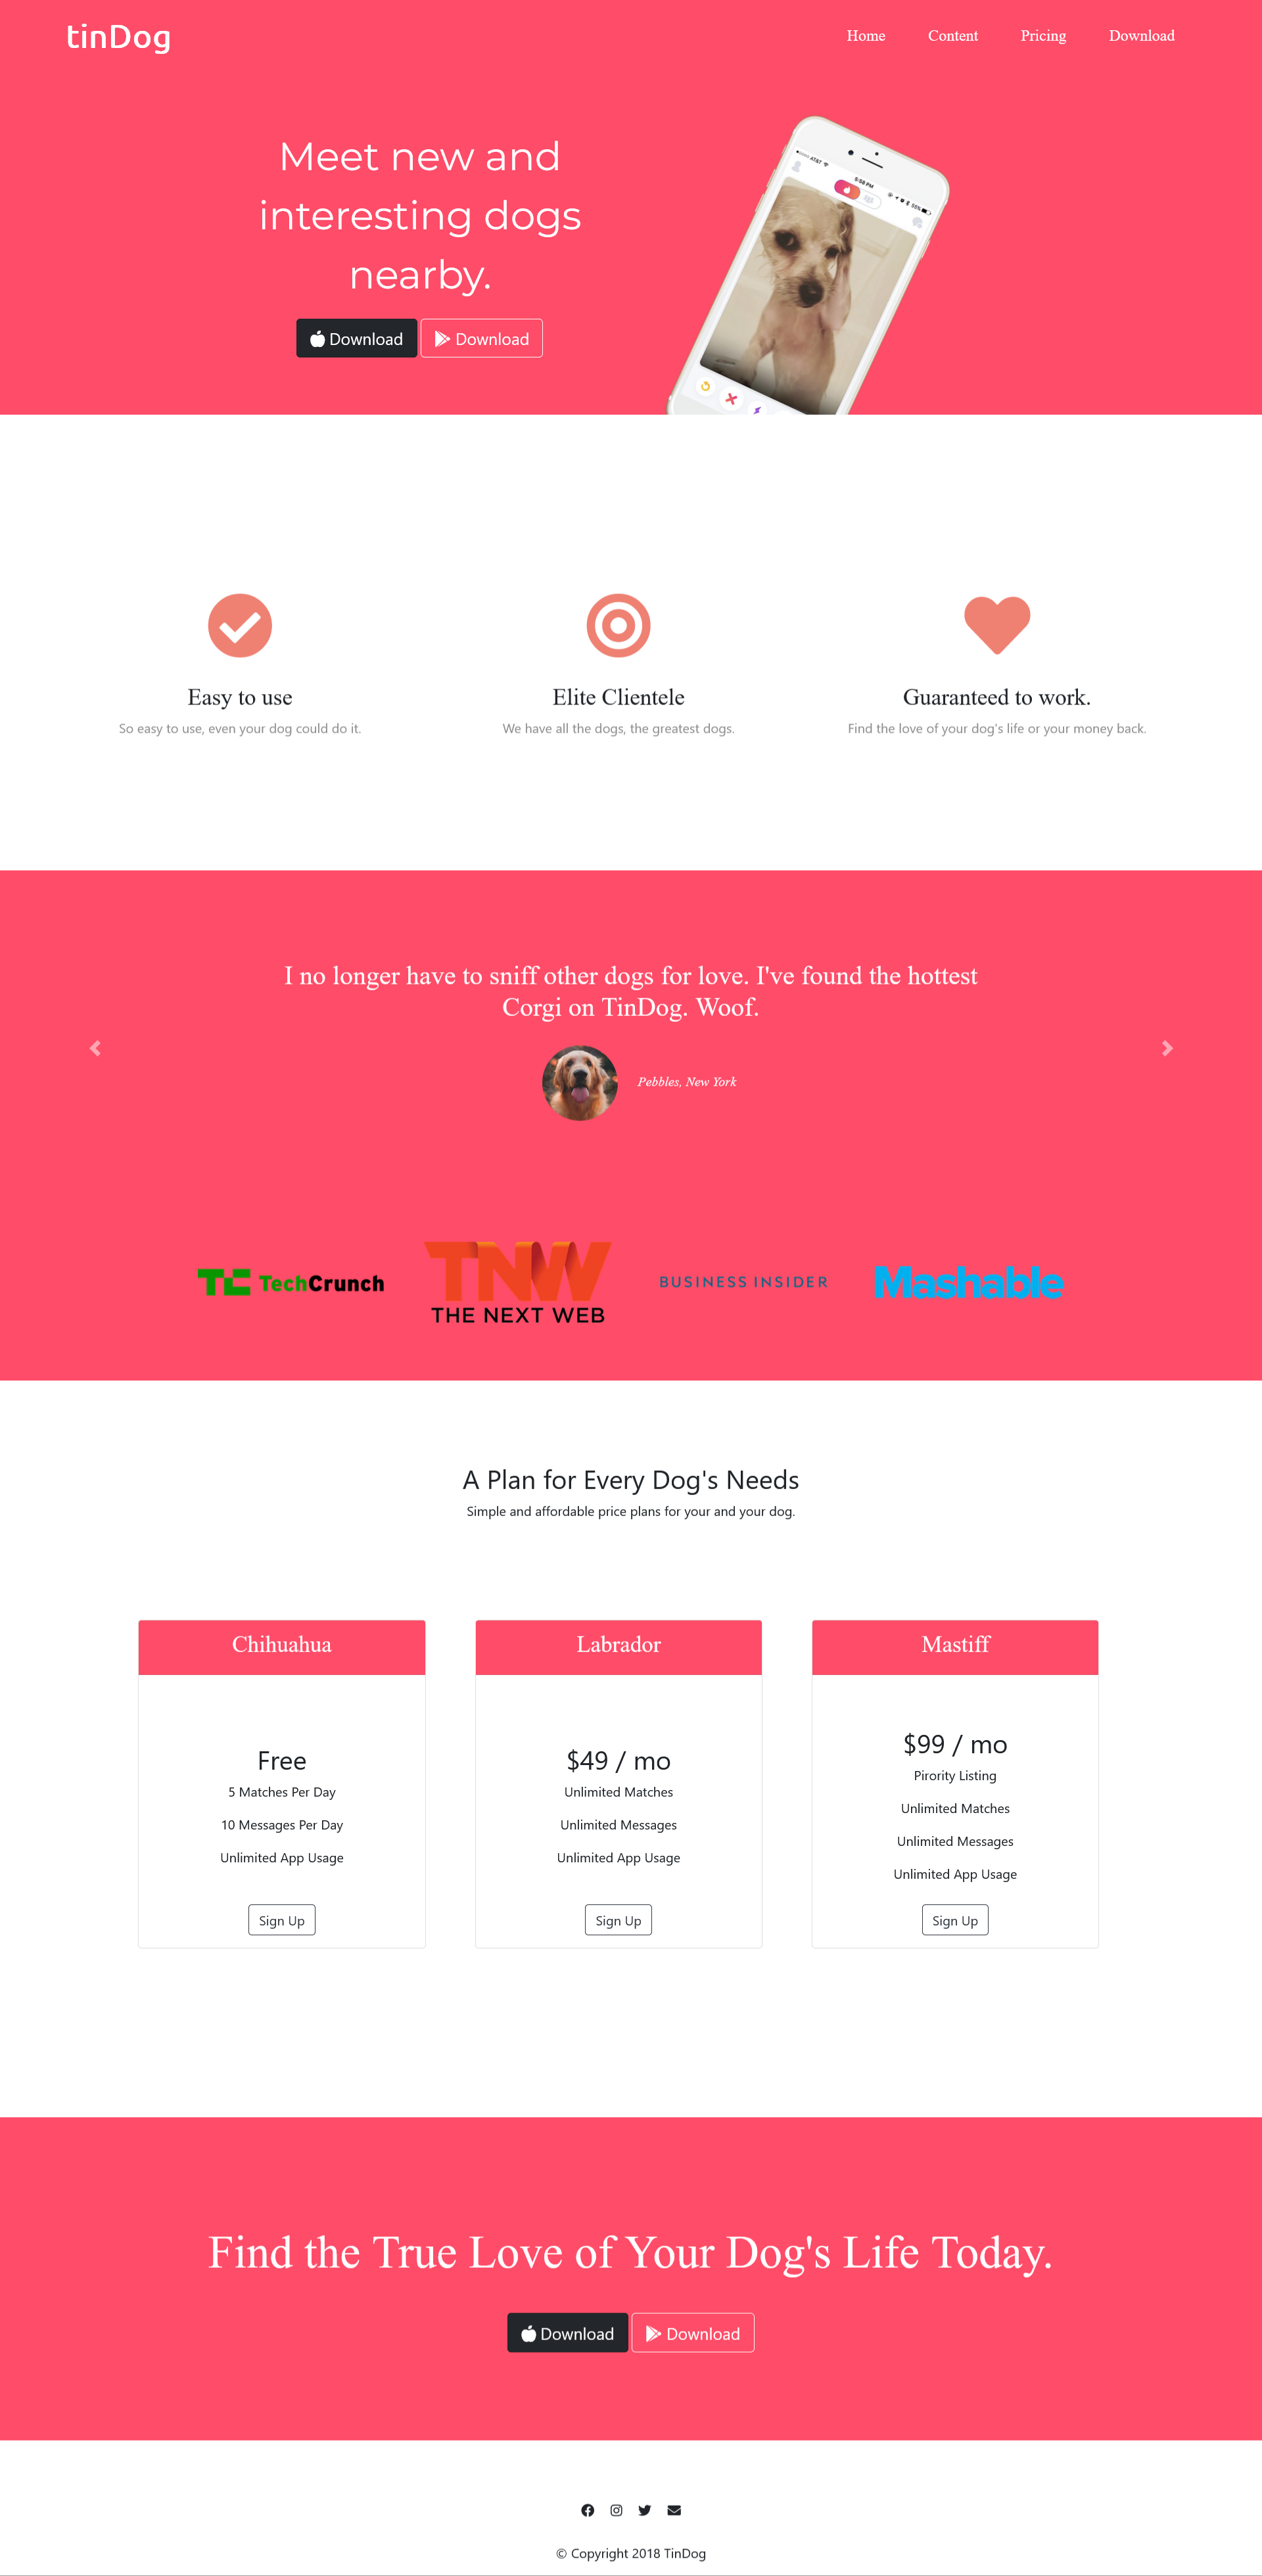 tinDog
Home Content Pricing Download
Meet new and
interesting dogs
nearby.
AT&T 5:58 PM 55%
Download Download
Easy to use
So easy to use, even your dog could do it.
Elite Clientele
We have all the dogs, the greatest dogs.
Guaranteed to work.
Find the love of your dog's life or your money back.
I no longer have to sniff other dogs for love. I've found the hottest
Corgi on TinDog. Woof.
Pebbles, New York
TC TechCrunch
TNW
THE NEXT WEB
BUSINESS INSIDER
Mashable
A Plan for Every Dog's Needs
Simple and affordable price plans for your and your dog.
Chihuahua
Free
5 Matches Per Day
10 Messages Per Day
Unlimited App Usage
Sign Up
Labrador
$49 / mo
Unlimited Matches
Unlimited Messages
Unlimited App Usage
Sign Up
Mastiff
$99 / mo
Pirority Listing
Unlimited Matches
Unlimited Messages
Unlimited App Usage
Sign Up
Find the True Love of Your Dog's Life Today.
Download Download
© Copyright 2018 TinDog